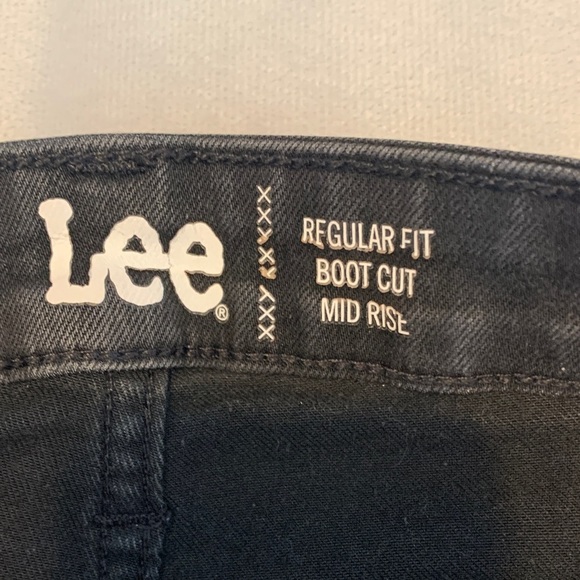 Lee®
REGULAR FIT
BOOT CUT
MID RISE